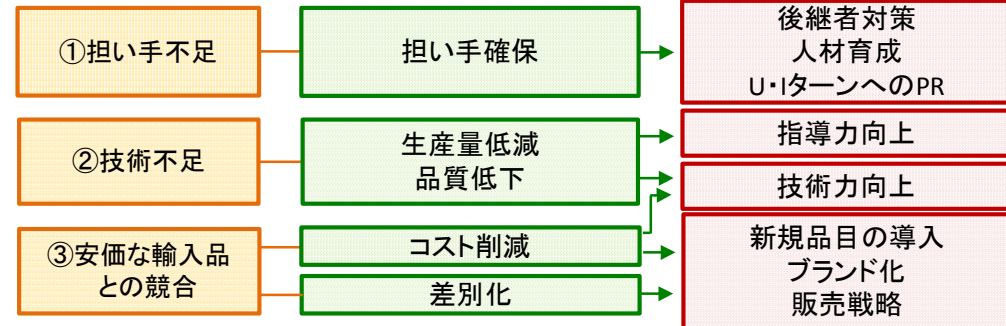 ①担い手不足
担い手確保
後継者対策
人材育成
U・IターンへのPR
②技術不足
生産量低減
品質低下
指導力向上
技術力向上
③安価な輸入品
との競合
コスト削減
差別化
新規品目の導入
ブランド化
販売戦略